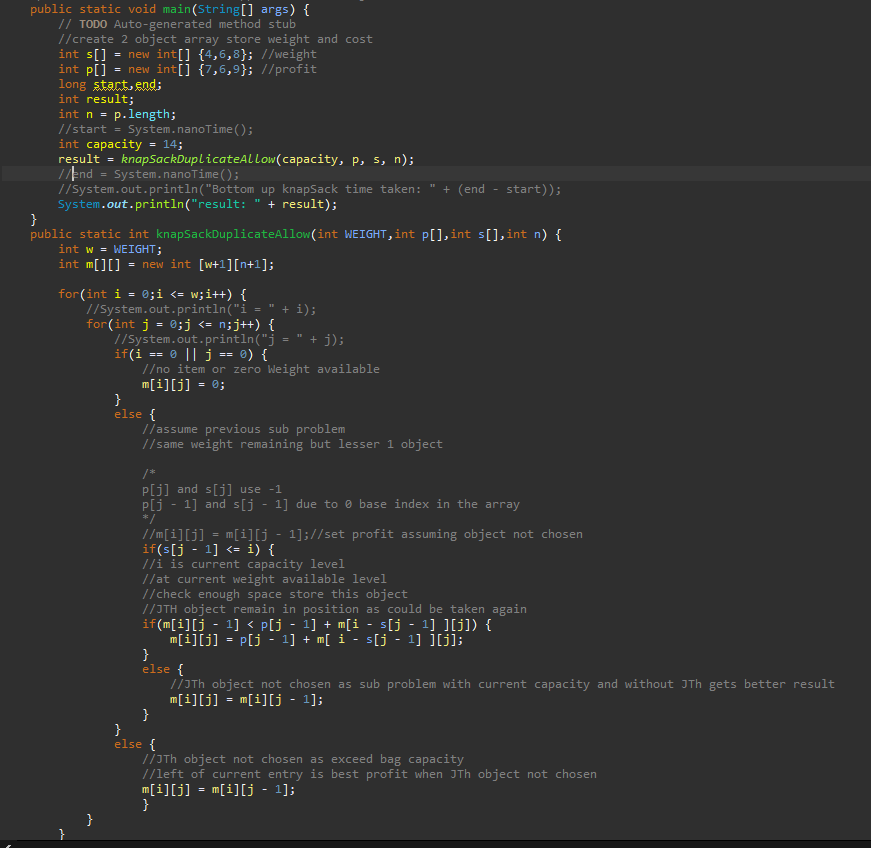 public static void main(String[] args) {
// TODO Auto-generated method stub
//create 2 object array store weight and cost
int s[] = new int[] {4,6,8}; //weight
int p[] = new int[] {7,6,9}; //profit
long start,end;
int result;
int n = p.length;
//start = System.nanoTime();
int capacity = 14;
result = knapSackDuplicateAllow(capacity, p, s, n);
//end = System.nanoTime();
//System.out.println("Bottom up knapSack time taken: " + (end - start));
System.out.println("result: " + result);
}
public static int knapSackDuplicateAllow(int WEIGHT,int p[],int s[],int n) {
int w = WEIGHT;
int m[][] = new int [w+1][n+1];
for(int i = 0;i <= w;i++) {
//System.out.println("i = " + i);
for(int j = 0;j <= n;j++) {
//System.out.println("j = " + j);
if(i == 0 || j == 0) {
//no item or zero Weight available
m[i][j] = 0;
}
else {
//assume previous sub problem
//same weight remaining but lesser 1 object
/*
p[j] and s[j] use -1
p[j - 1] and s[j - 1] due to 0 base index in the array
*/
//m[i][j] = m[i][j - 1];//set profit assuming object not chosen
if(s[j - 1] <= i) {
//i is current capacity level
//at current weight available level
//check enough space store this object
//JTH object remain in position as could be taken again
if(m[i][j - 1] < p[j - 1] + m[i - s[j - 1] ][j]) {
m[i][j] = p[j - 1] + m[ i - s[j - 1] ][j];
}
else {
//JTh object not chosen as sub problem with current capacity and without JTh gets better result
m[i][j] = m[i][j - 1];
}
}
else {
//JTh object not chosen as exceed bag capacity
//left of current entry is best profit when JTh object not chosen
m[i][j] = m[i][j - 1];
}
}
}